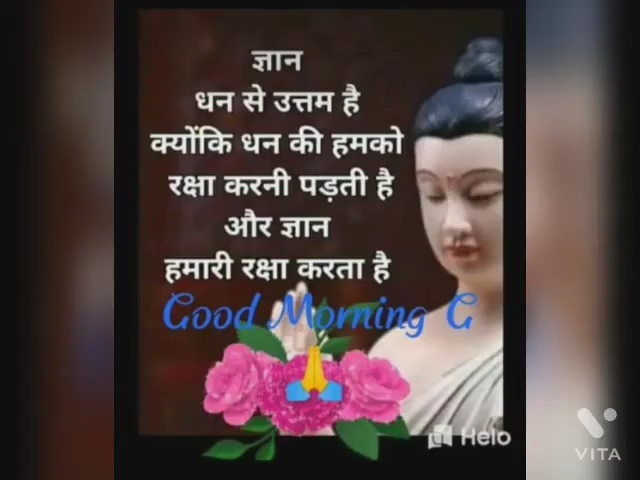 ज्ञान
धन से उत्तम है
क्योंकि धन की हमको
रक्षा करनी पड़ती है
और ज्ञान
हमारी रक्षा करता है
Good Morning G
Helo
VITA